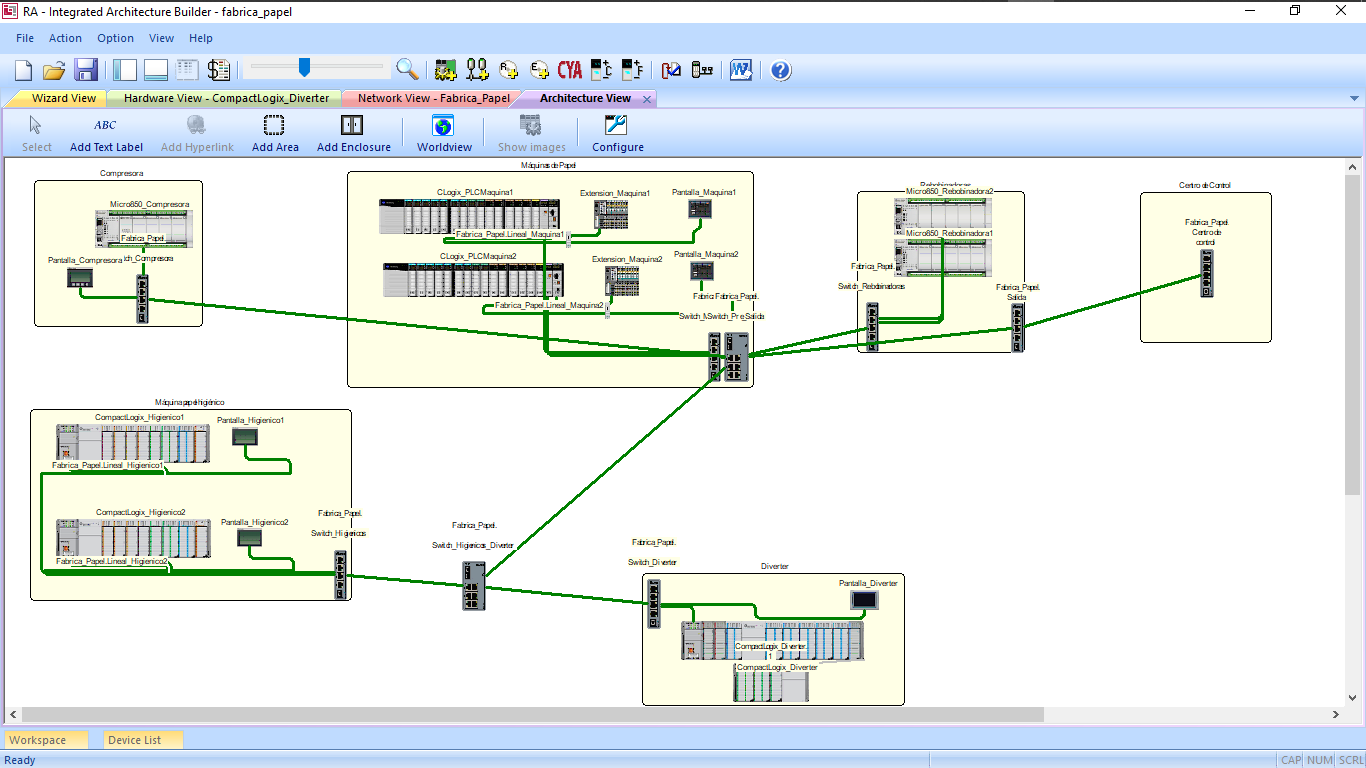 RA - Integrated Architecture Builder - fabrica_papel
File Action Option View Help
CYA
Wizard View
Hardware View - CompactLogix_Diverter
Network View - Fabrica_Papel
Architecture View
ABC
Select
Add Text Label
Add Hyperlink
Add Area
Add Enclosure
Worldview
Show images
Configure
Compresora
Micro850_Compresora
Fabrica_Papel.
Pantalla_Compresora
Máquinas de Papel
CLogix_PLCMaquina1
Extension_Maquina1
Pantalla_Maquina1
Fabrica_Papel.Lineal_Maquina1
CLogix_PLCMaquina2
Extension_Maquina2
Pantalla_Maquina2
Fabrica_Papel.Lineal_Maquina2
Fabrica_Papel.
Rebobinadoras
Micro850_Rebobinadora2
Micro850_Rebobinadora1
Fabrica_Papel.
Switch_Rebobinadoras
Fabrica_Papel.
Salida
Centro de Control
Fabrica_Papel.
Centro de
control
Máquina papel higiénico
CompactLogix_Higienico1
Pantalla_Higienico1
Fabrica_Papel.Lineal_Higienico1
CompactLogix_Higienico2
Pantalla_Higienico2
Fabrica_Papel.Lineal_Higienico2
Fabrica_Papel.
Switch_Higienicos
Fabrica_Papel.
Switch_Higienicos_Diverter
Fabrica_Papel.
Switch_Diverter
Diverter
Pantalla_Diverter
CompactLogix_Diverter.
1
CompactLogix_Diverter
Workspace
Device List
Ready
CAP NUM SCRL